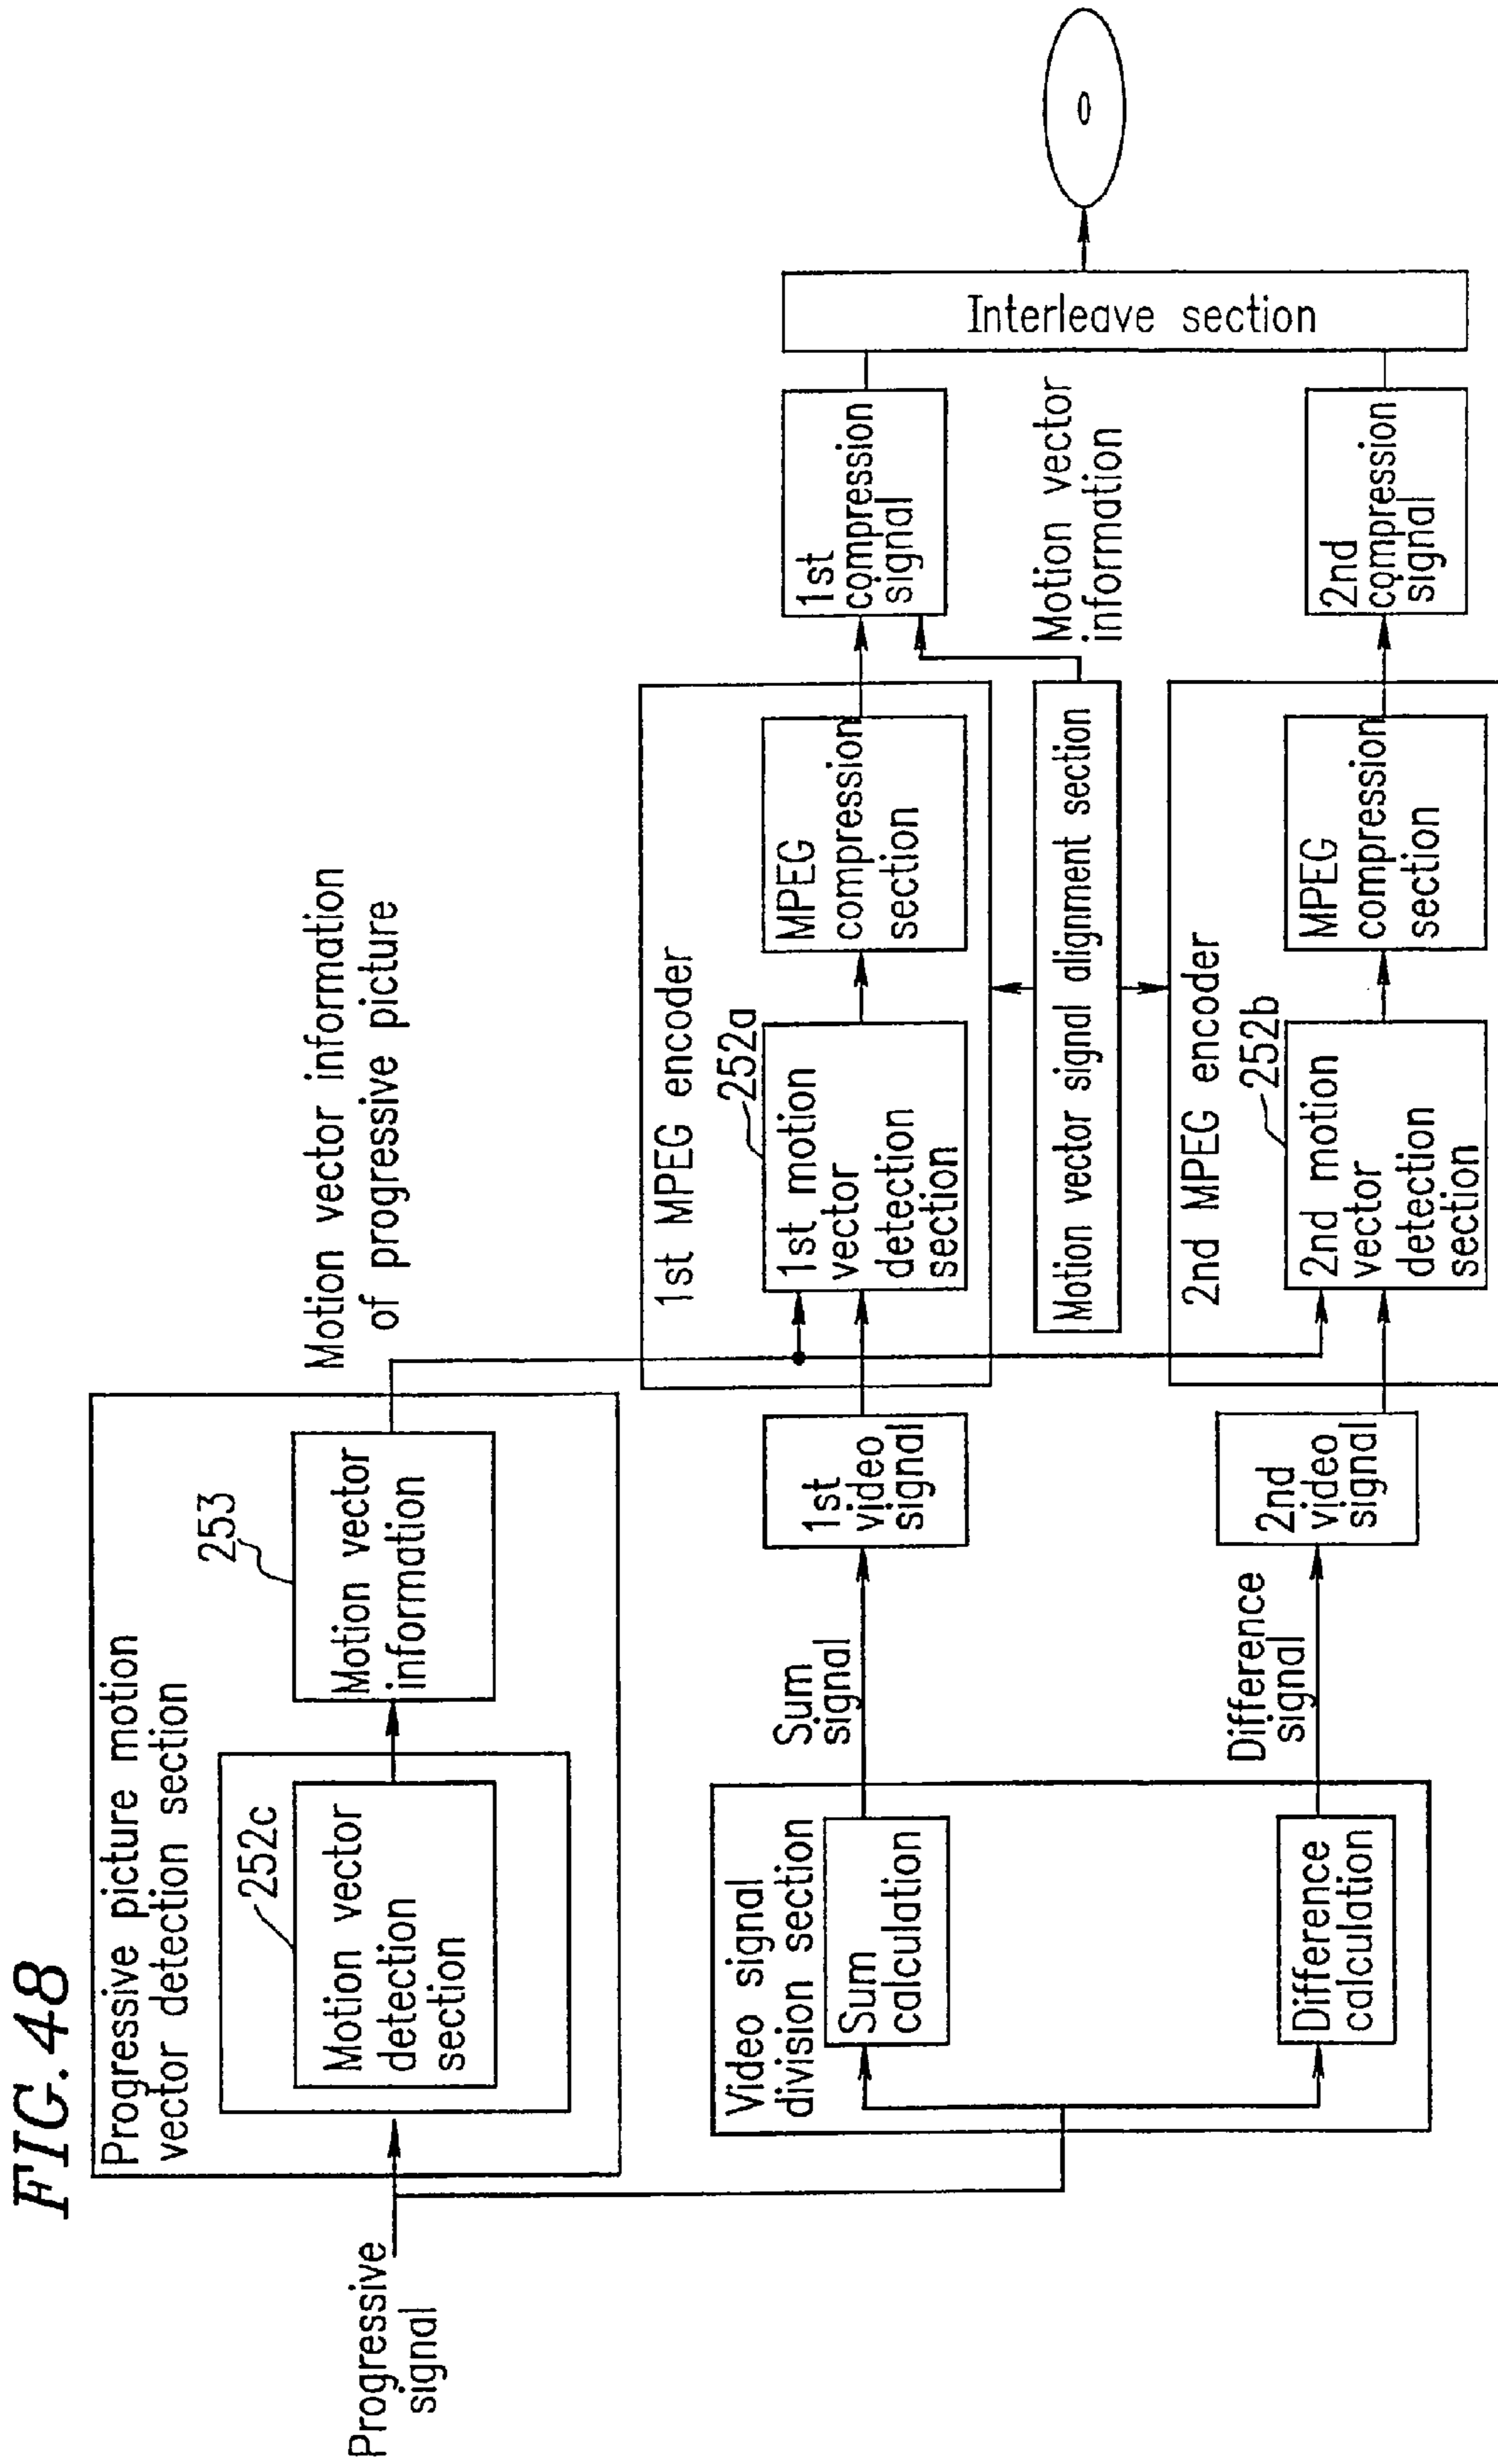 FIG. 48
Progressive
signal
Progressive picture motion
vector detection section
252c
Motion vector
detection
section
253
Motion vector
information
Motion vector information
of progressive picture
Video signal
division section
Sum
calculation
Difference
calculation
Sum
signal
Difference
signal
1st
video
signal
2nd
video
signal
1st MPEG encoder
252a
1st motion
vector
detection
section
MPEG
compression
section
Motion vector signal alignment section
2nd MPEG encoder
252b
2nd motion
vector
detection
section
MPEG
compression
section
1st
compression
signal
Motion vector
information
2nd
compression
signal
Interleave section